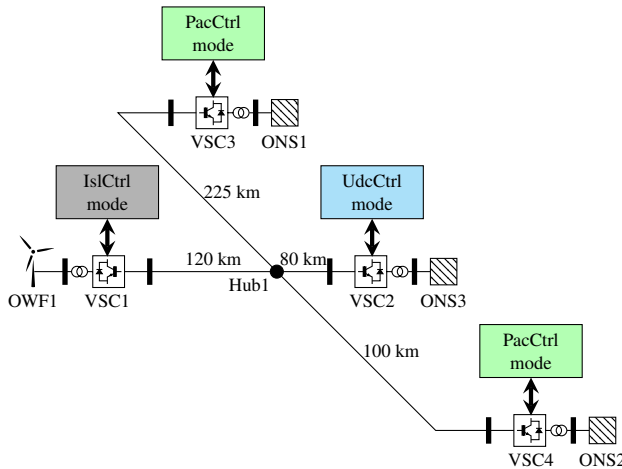 PacCtrl
mode
VSC3
ONS1
225 km
IslCtrl
mode
UdcCtrl
mode
120 km
80 km
OWF1
VSC1
Hub1
VSC2
ONS3
100 km
PacCtrl
mode
VSC4
ONS2